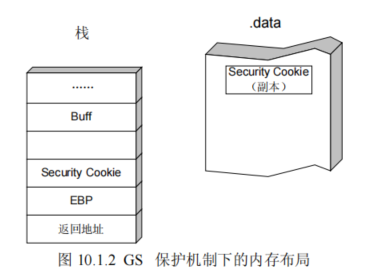 栈
.data
……
Buff
Security Cookie
EBP
返回地址
Security Cookie
（副本）
图 10.1.2 GS 保护机制下的内存布局